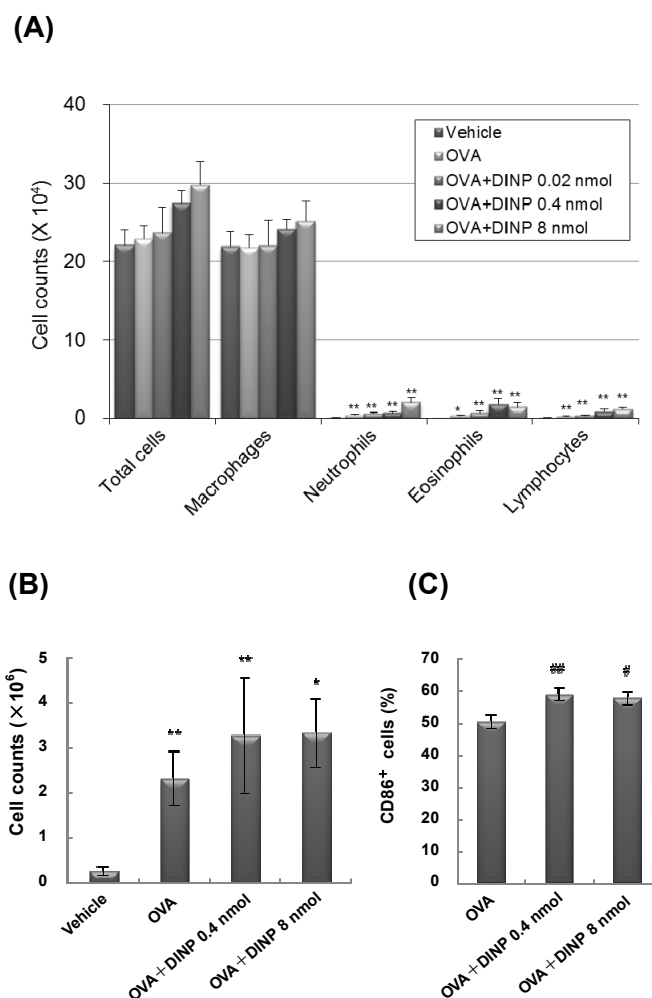 (A)
Cell counts (X 10⁴)
40
30
20
10
0
Vehicle
OVA
OVA+DINP 0.02 nmol
OVA+DINP 0.4 nmol
OVA+DINP 8 nmol
** ** ** **
* ** ** **
** ** ** **
Total cells
Macrophages
Neutrophils
Eosinophils
Lymphocytes
(B)
Cell counts (×10⁶)
5
4
3
2
1
0
**
**
*
Vehicle
OVA
OVA+DINP 0.4 nmol
OVA+DINP 8 nmol
(C)
CD86⁺ cells (%)
70
60
50
40
30
20
10
0
##
#
OVA
OVA+DINP 0.4 nmol
OVA+DINP 8 nmol